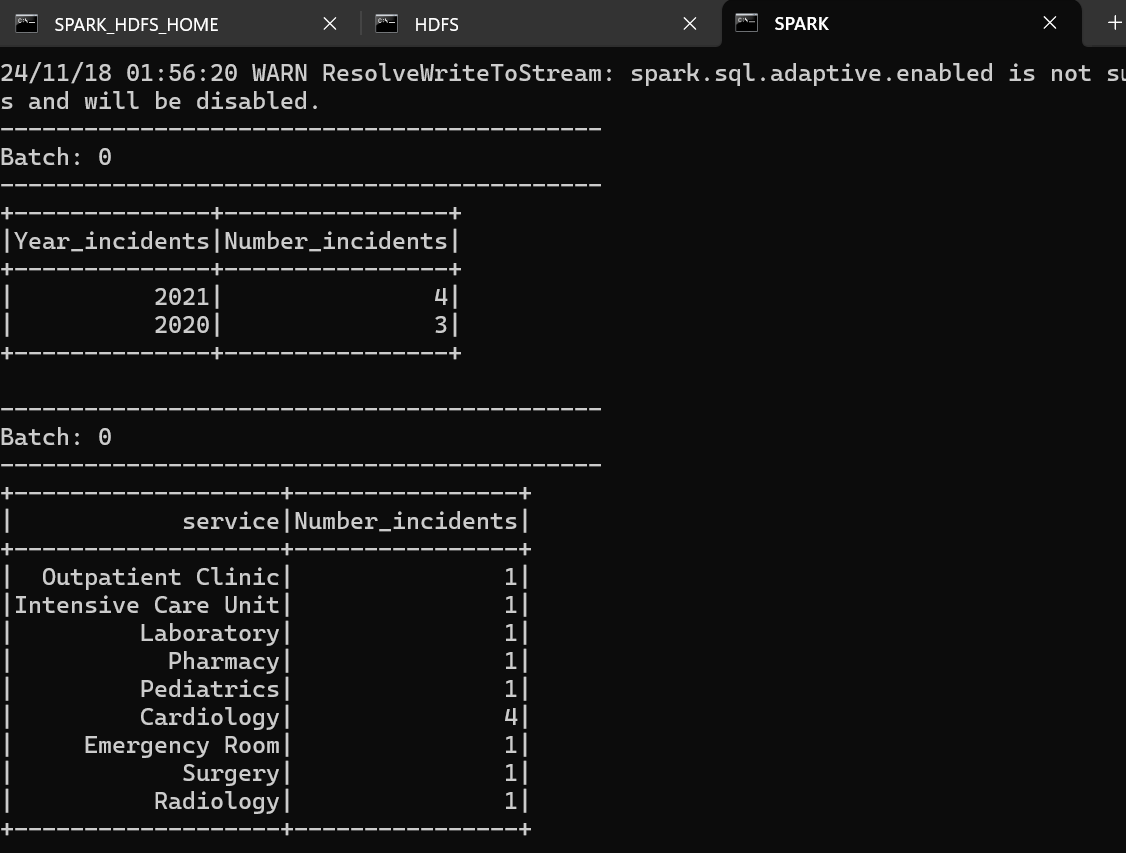 SPARK_HDFS_HOME
HDFS
SPARK
24/11/18 01:56:20 WARN ResolveWriteToStream: spark.sql.adaptive.enabled is not su
s and will be disabled.
-------------------------------------------
Batch: 0
-------------------------------------------
+--------------+----------------+
|Year_incidents|Number_incidents|
+--------------+----------------+
|          2021|               4|
|          2020|               3|
+--------------+----------------+
-------------------------------------------
Batch: 0
-------------------------------------------
+-------------------+----------------+
|            service|Number_incidents|
+-------------------+----------------+
|  Outpatient Clinic|               1|
|Intensive Care Unit|               1|
|         Laboratory|               1|
|           Pharmacy|               1|
|         Pediatrics|               1|
|         Cardiology|               4|
|     Emergency Room|               1|
|            Surgery|               1|
|          Radiology|               1|
+-------------------+----------------+